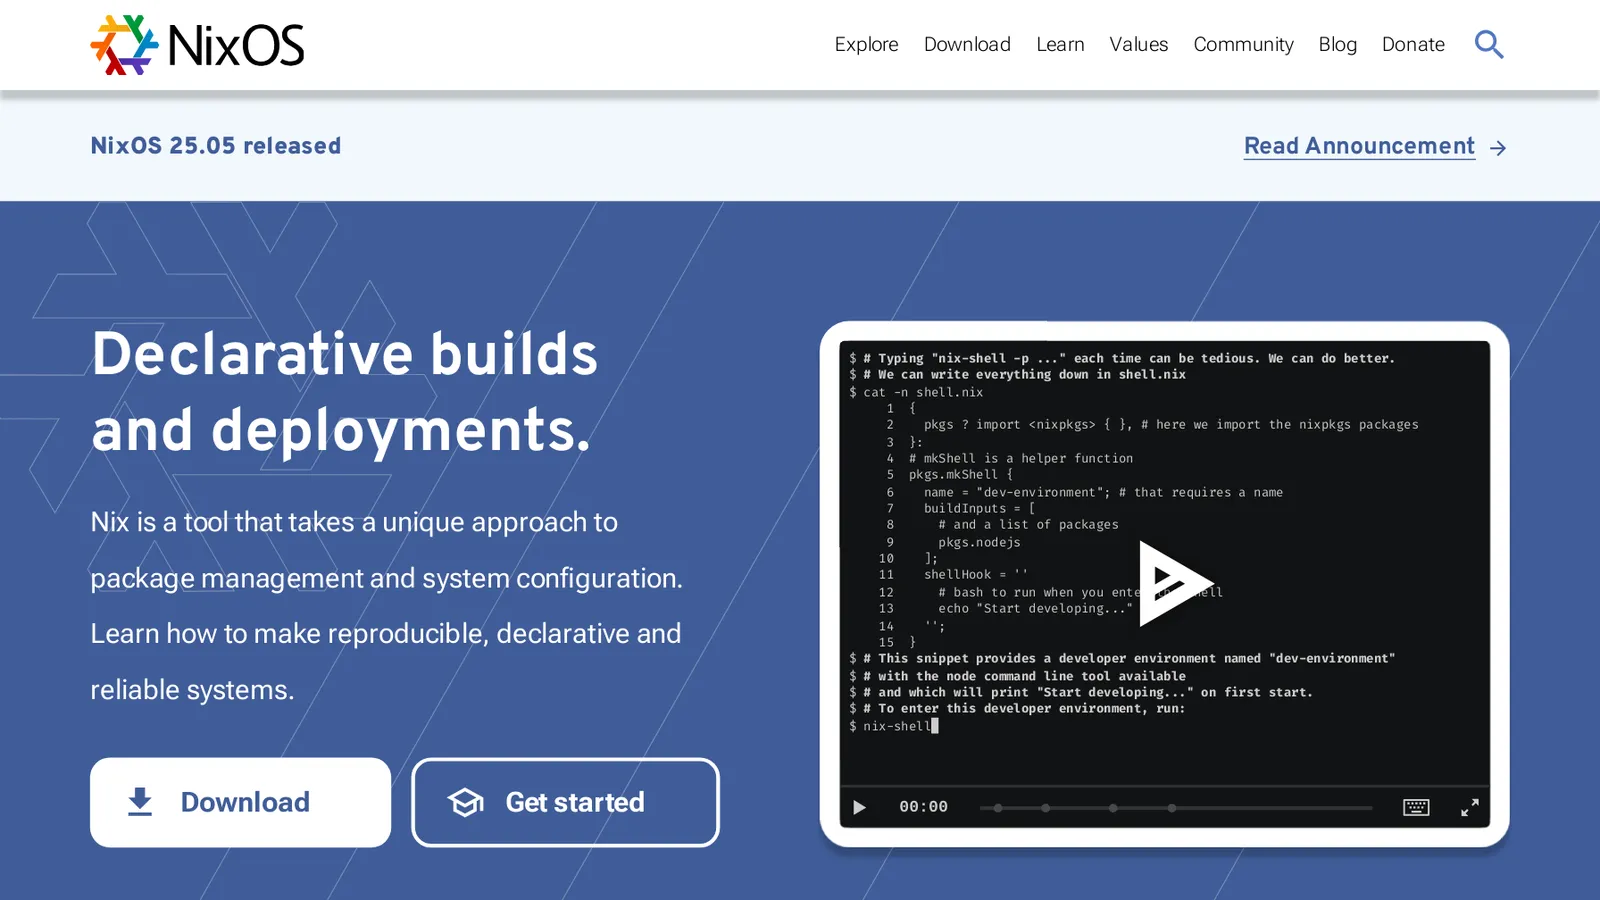 NixOS
Explore Download Learn Values Community Blog Donate
NixOS 25.05 released
Read Announcement →
Declarative builds
and deployments.
Nix is a tool that takes a unique approach to
package management and system configuration.
Learn how to make reproducible, declarative and
reliable systems.
Download
Get started
$ # Typing "nix-shell -p ..." each time can be tedious. We can do better.
$ # We can write everything down in shell.nix
$ cat -n shell.nix
1 {
2 pkgs ? import <nixpkgs> { }, # here we import the nixpkgs packages
3 }:
4 # mkShell is a helper function
5 pkgs.mkShell {
6 name = "dev-environment"; # that requires a name
7 buildInputs = [
8 # and a list of packages
9 pkgs.nodejs
10 ];
11 shellHook = ''
12 # bash to run when you enter the shell
13 echo "Start developing..."
14 '';
15 }
$ # This snippet provides a developer environment named "dev-environment"
$ # with the node command line tool available
$ # and which will print "Start developing..." on first start.
$ # To enter this developer environment, run:
$ nix-shell
00:00